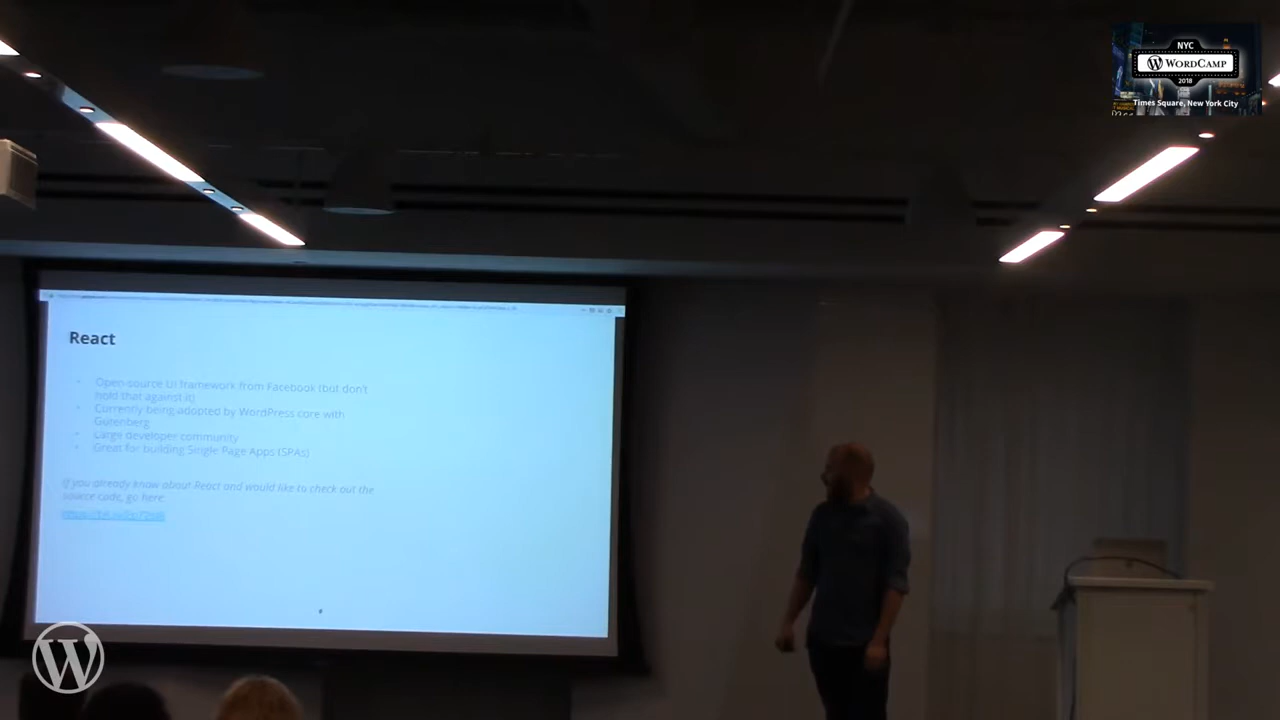 NYC
WORDCAMP
2018
Times Square, New York City
React
Open-source UI framework from Facebook (but don't
hold that against it)
Currently being adopted by WordPress core with
Gutenberg
Large developer community
Great for building Single Page Apps (SPAs)
If you already know about React and would like to check out the
source code, go here: